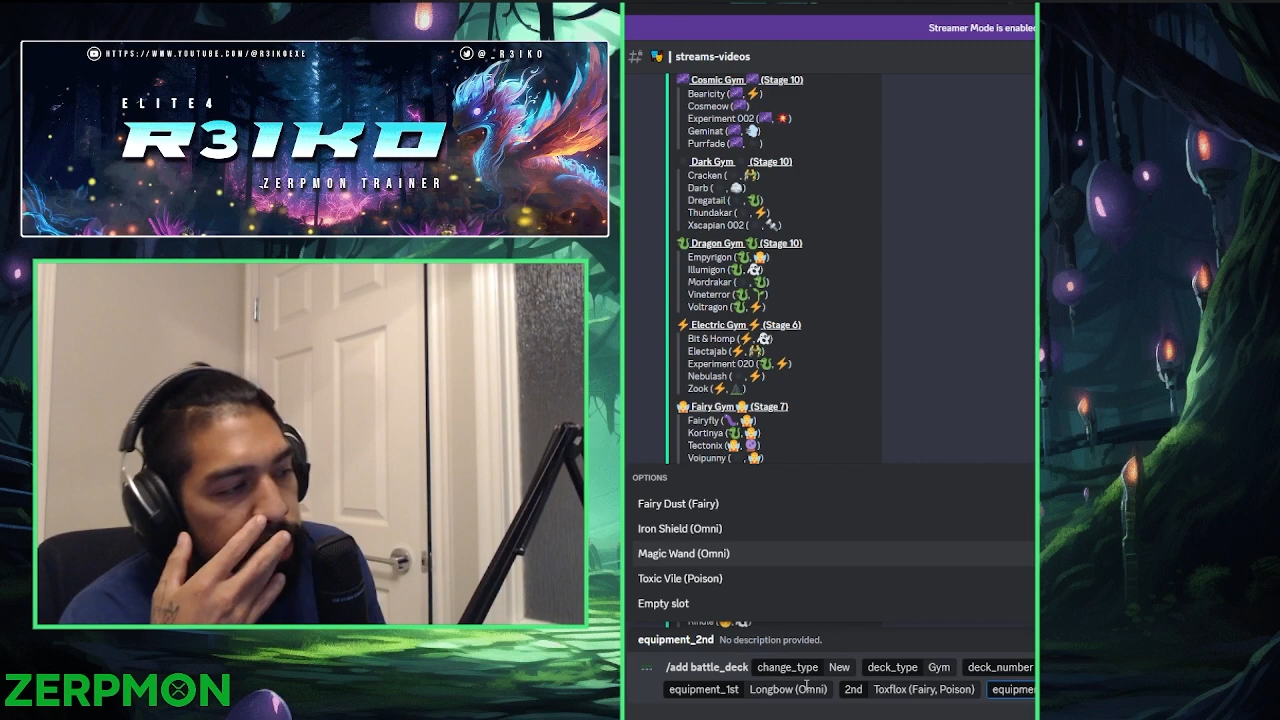 HTTPS://WWW.YOUTUBE.COM/@R3IKOEXE
@_R3IKO
ELITE4
R3IKO
ZERPMON TRAINER
ZERPMON
Streamer Mode is enable
| streams-videos
Cosmic Gym (Stage 10)
Bearicity
Cosmeow
Experiment 002
Geminat
Purrfade
Dark Gym (Stage 10)
Cracken
Darb
Dregatail
Thundakar
Xscapian 002
Dragon Gym (Stage 10)
Empyrigon
Illumigon
Mordrakar
Vineterror
Voltragon
Electric Gym (Stage 6)
Bit & Homp
Electajab
Experiment 020
Nebulash
Zook
Fairy Gym (Stage 7)
Fairyfly
Kortinya
Tectonix
Voipunny
OPTIONS
Fairy Dust (Fairy)
Iron Shield (Omni)
Magic Wand (Omni)
Toxic Vile (Poison)
Empty slot
equipment_2nd No description provided.
/add battle_deck change_type New deck_type Gym deck_number
equipment_1st Longbow (Omni) 2nd Toxflox (Fairy, Poison) equipme